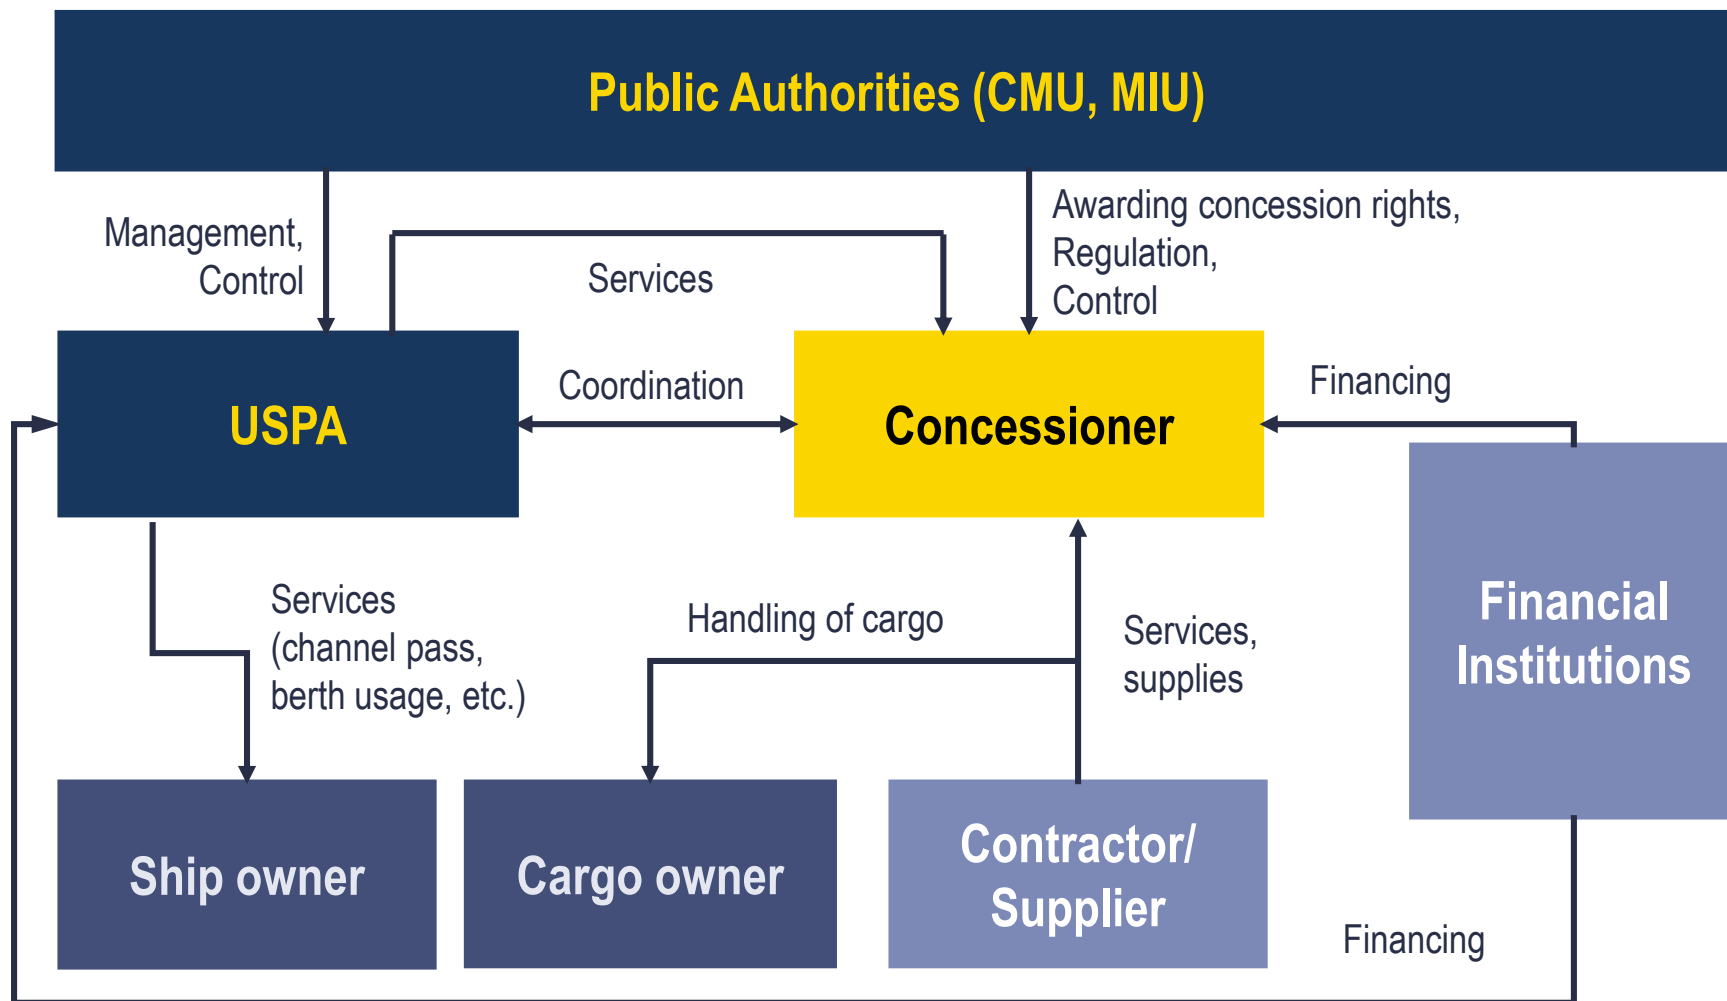 Public Authorities (CMU, MIU)
Management,
Control
Services
Awarding concession rights,
Regulation,
Control
USPA
Coordination
Concessioner
Financing
Services
(channel pass,
berth usage, etc.)
Handling of cargo
Services,
supplies
Financial
Institutions
Ship owner
Cargo owner
Contractor/
Supplier
Financing